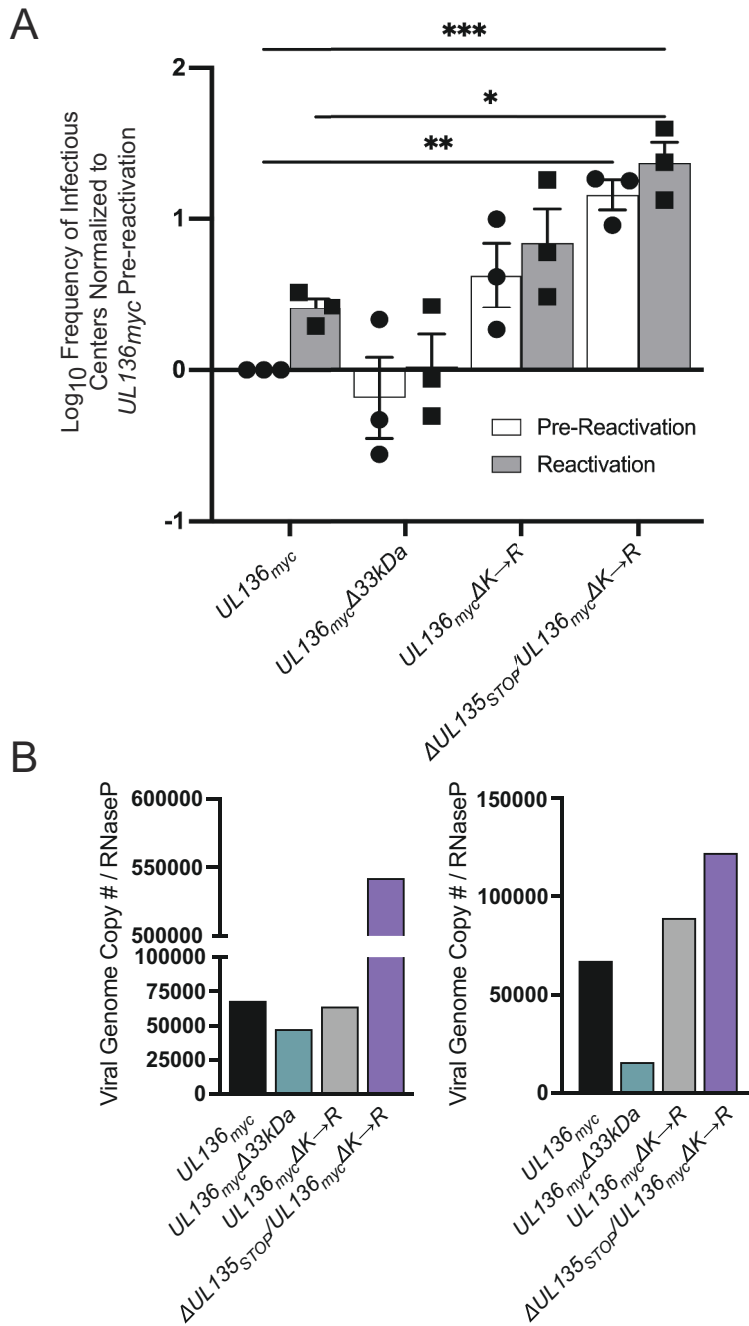 A
***
*
**
Log10 Frequency of Infectious
Centers Normalized to
UL136myc Pre-reactivation
2
1
0
-1
Pre-Reactivation
Reactivation
UL136myc
UL136mycΔ33kDa
UL136mycΔK→R
ΔUL135STOP/UL136mycΔK→R
B
Viral Genome Copy # / RNaseP
600000
550000
500000
100000
75000
50000
25000
0
UL136myc
UL136mycΔ33kDa
UL136mycΔK→R
ΔUL135STOP/UL136mycΔK→R
Viral Genome Copy # / RNaseP
150000
100000
50000
0
UL136myc
UL136mycΔ33kDa
UL136mycΔK→R
ΔUL135STOP/UL136mycΔK→R